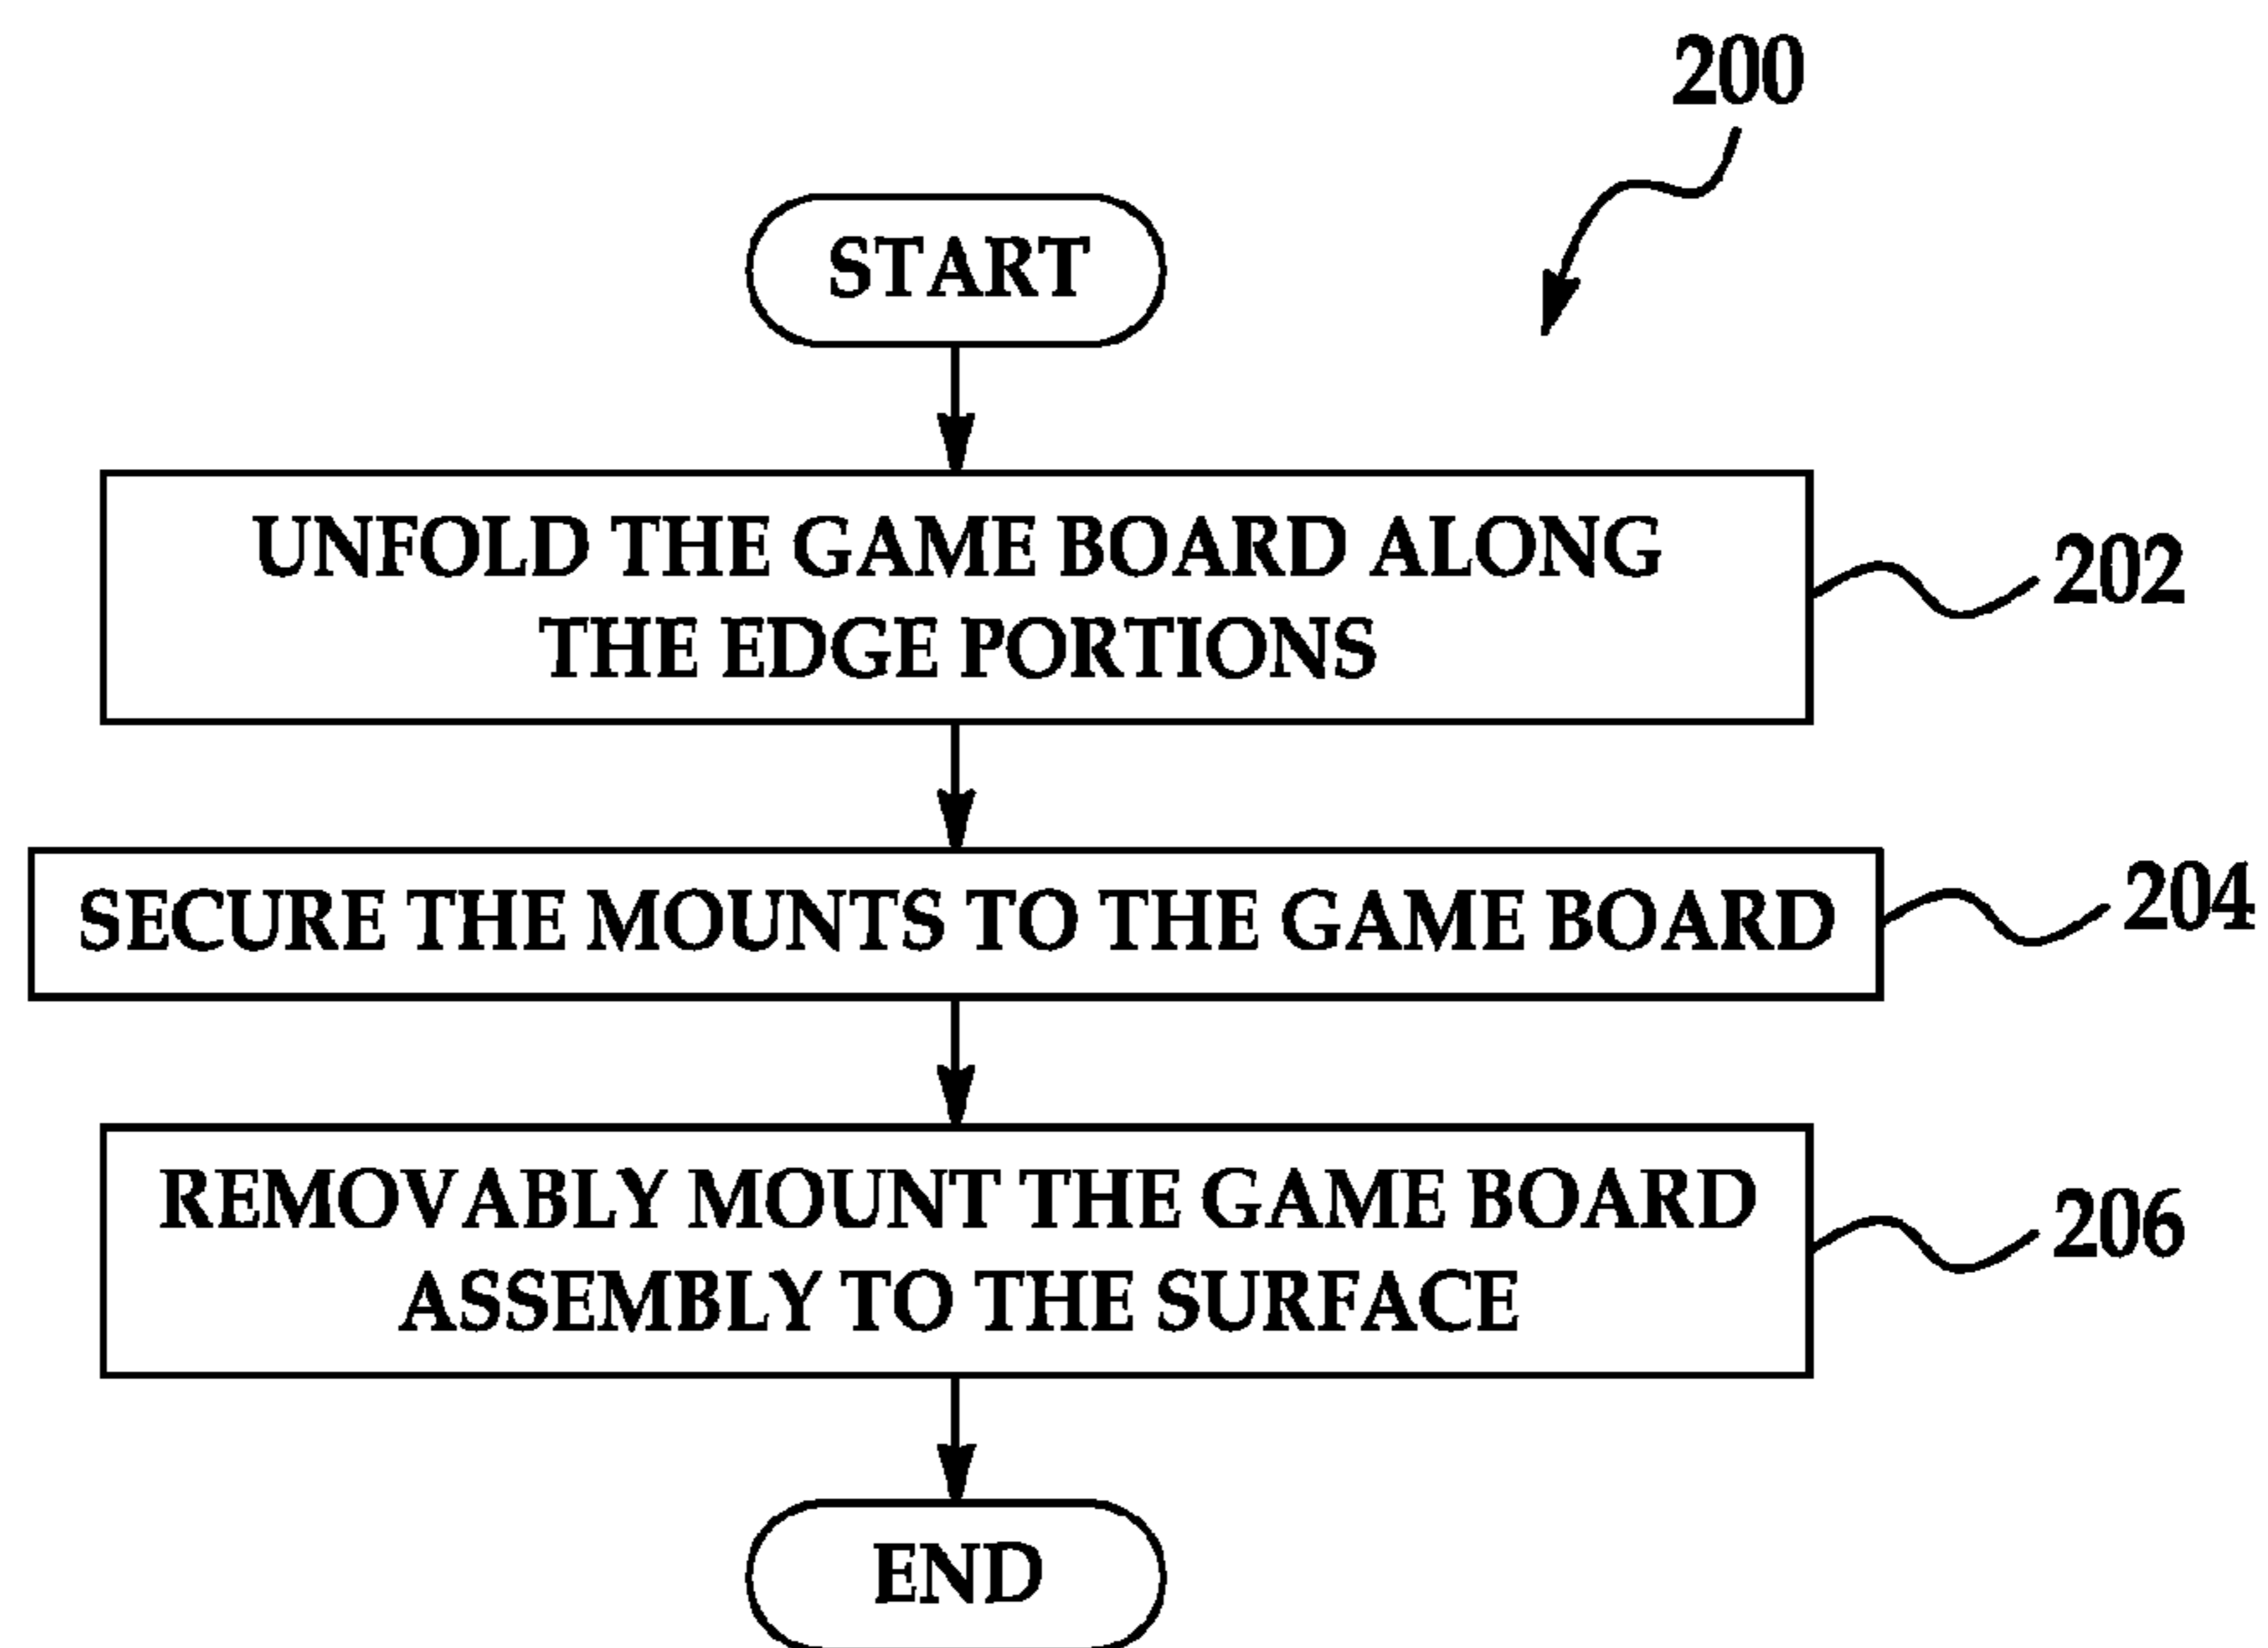 200
START
UNFOLD THE GAME BOARD ALONG
THE EDGE PORTIONS
202
SECURE THE MOUNTS TO THE GAME BOARD
204
REMOVABLY MOUNT THE GAME BOARD
ASSEMBLY TO THE SURFACE
206
END